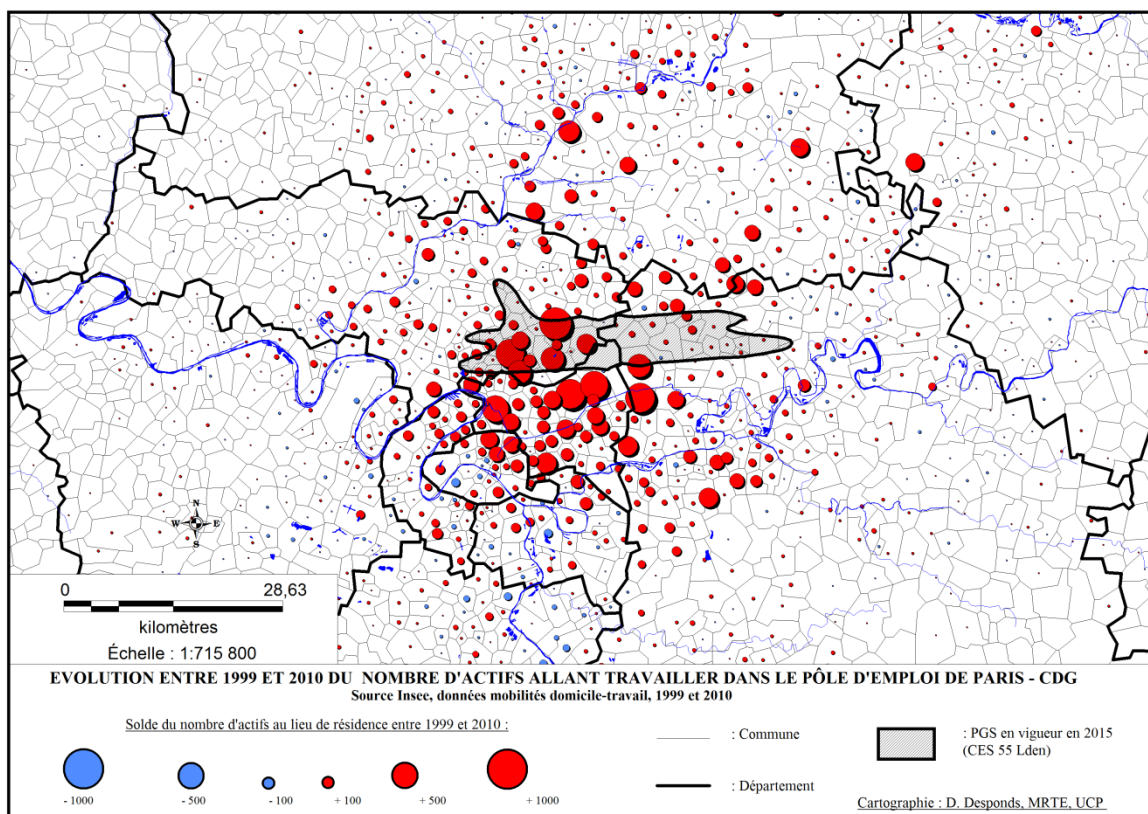 N
W E
S
0 28,63
kilomètres
Échelle : 1:715 800
EVOLUTION ENTRE 1999 ET 2010 DU NOMBRE D'ACTIFS ALLANT TRAVAILLER DANS LE PÔLE D'EMPLOI DE PARIS - CDG
Source Insee, données mobilités domicile-travail, 1999 et 2010
Solde du nombre d'actifs au lieu de résidence entre 1999 et 2010 :
- 1000 - 500 - 100 + 100 + 500 + 1000
: Commune
: Département
: PGS en vigueur en 2015
(CES 55 Lden)
Cartographie : D. Desponds, MRTE, UCP